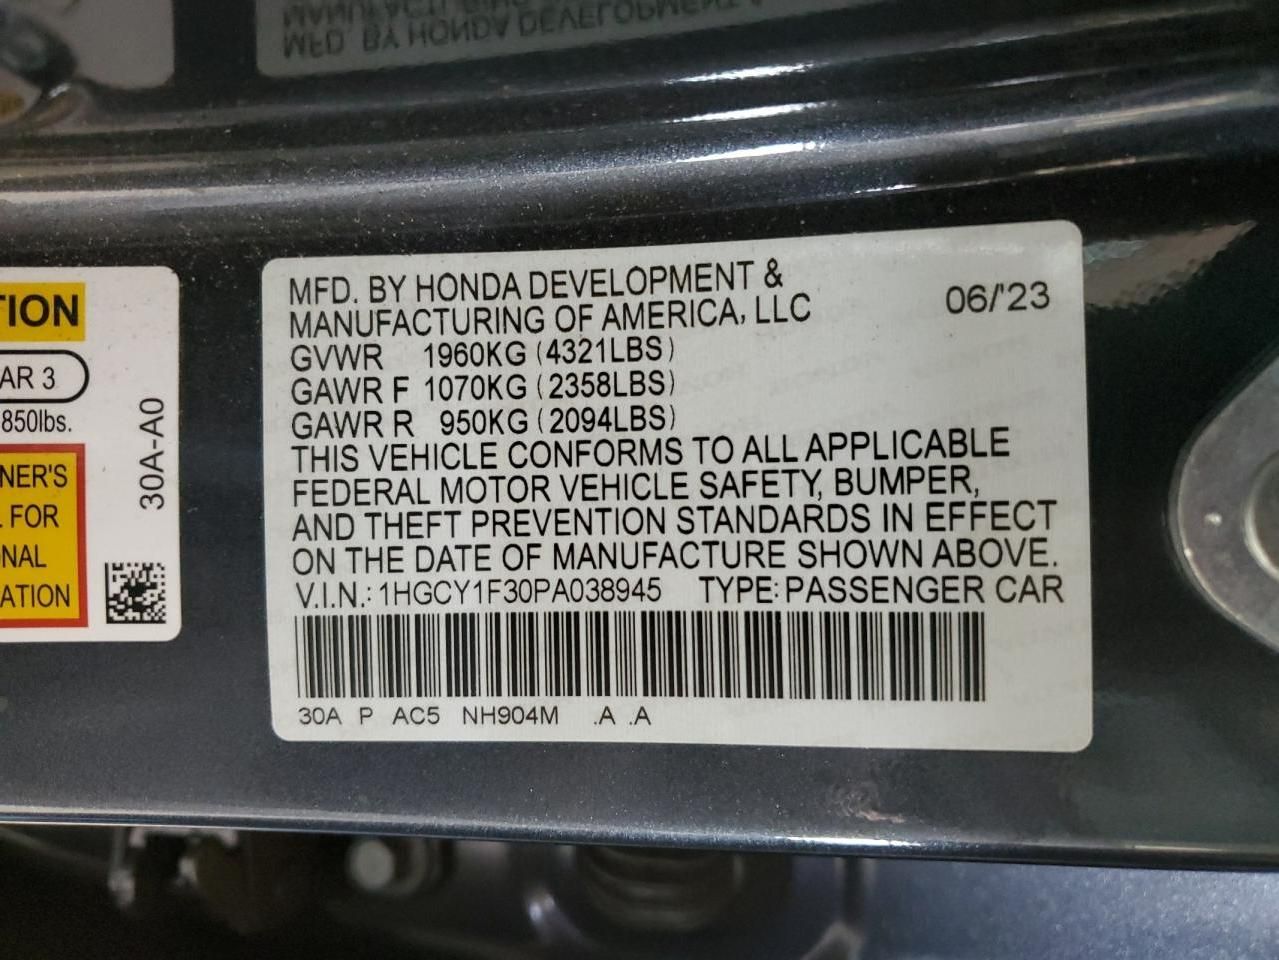 MFD. BY HONDA DEVELOPMENT &
MANUFACTURING OF AMERICA, LLC 06/'23
GVWR 1960KG (4321LBS)
GAWR F 1070KG (2358LBS)
GAWR R 950KG (2094LBS)
THIS VEHICLE CONFORMS TO ALL APPLICABLE
FEDERAL MOTOR VEHICLE SAFETY, BUMPER,
AND THEFT PREVENTION STANDARDS IN EFFECT
ON THE DATE OF MANUFACTURE SHOWN ABOVE.
V.I.N.: 1HGCY1F30PA038945 TYPE: PASSENGER CAR
30A P AC5 NH904M .A .A
TION
AR 3
850lbs.
NER'S
FOR
NAL
ATION
30A-A0